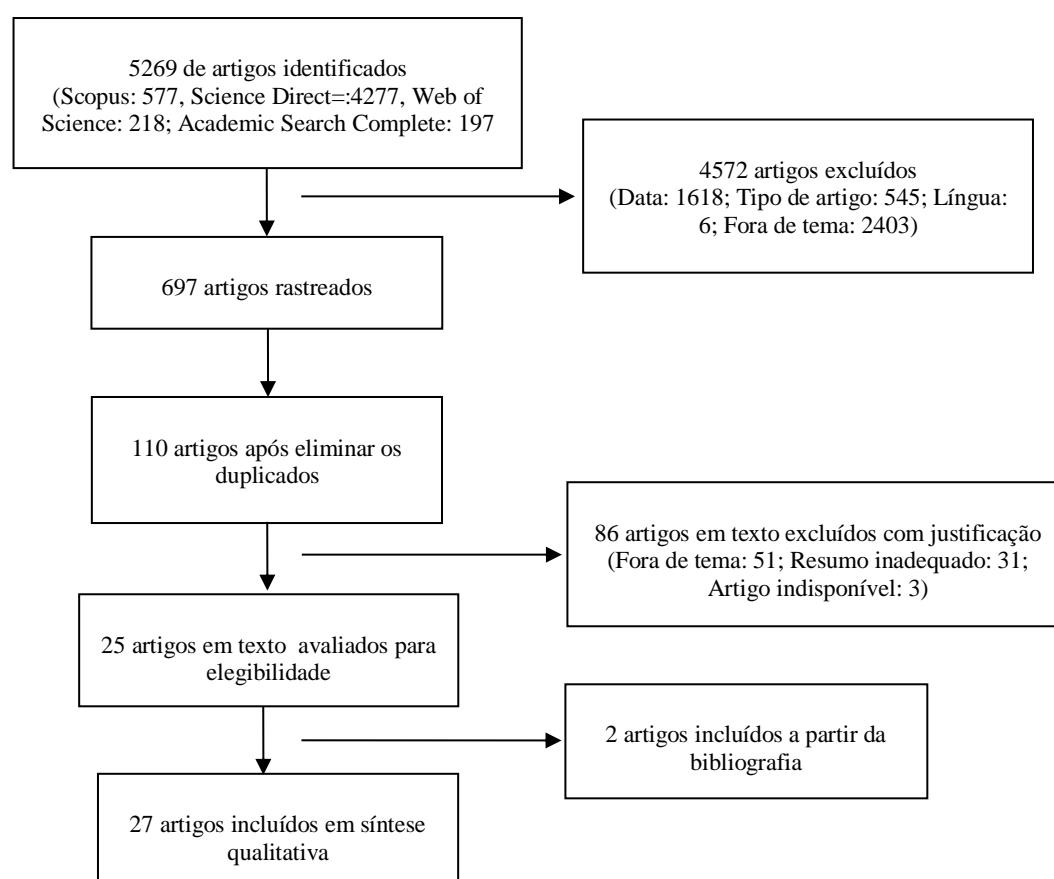 5269 de artigos identificados
(Scopus: 577, Science Direct=:4277, Web of
Science: 218; Academic Search Complete: 197
4572 artigos excluídos
(Data: 1618; Tipo de artigo: 545; Língua:
6; Fora de tema: 2403)
697 artigos rastreados
110 artigos após eliminar os
duplicados
86 artigos em texto excluídos com justificação
(Fora de tema: 51; Resumo inadequado: 31;
Artigo indisponível: 3)
25 artigos em texto avaliados para
elegibilidade
2 artigos incluídos a partir da
bibliografia
27 artigos incluídos em síntese
qualitativa